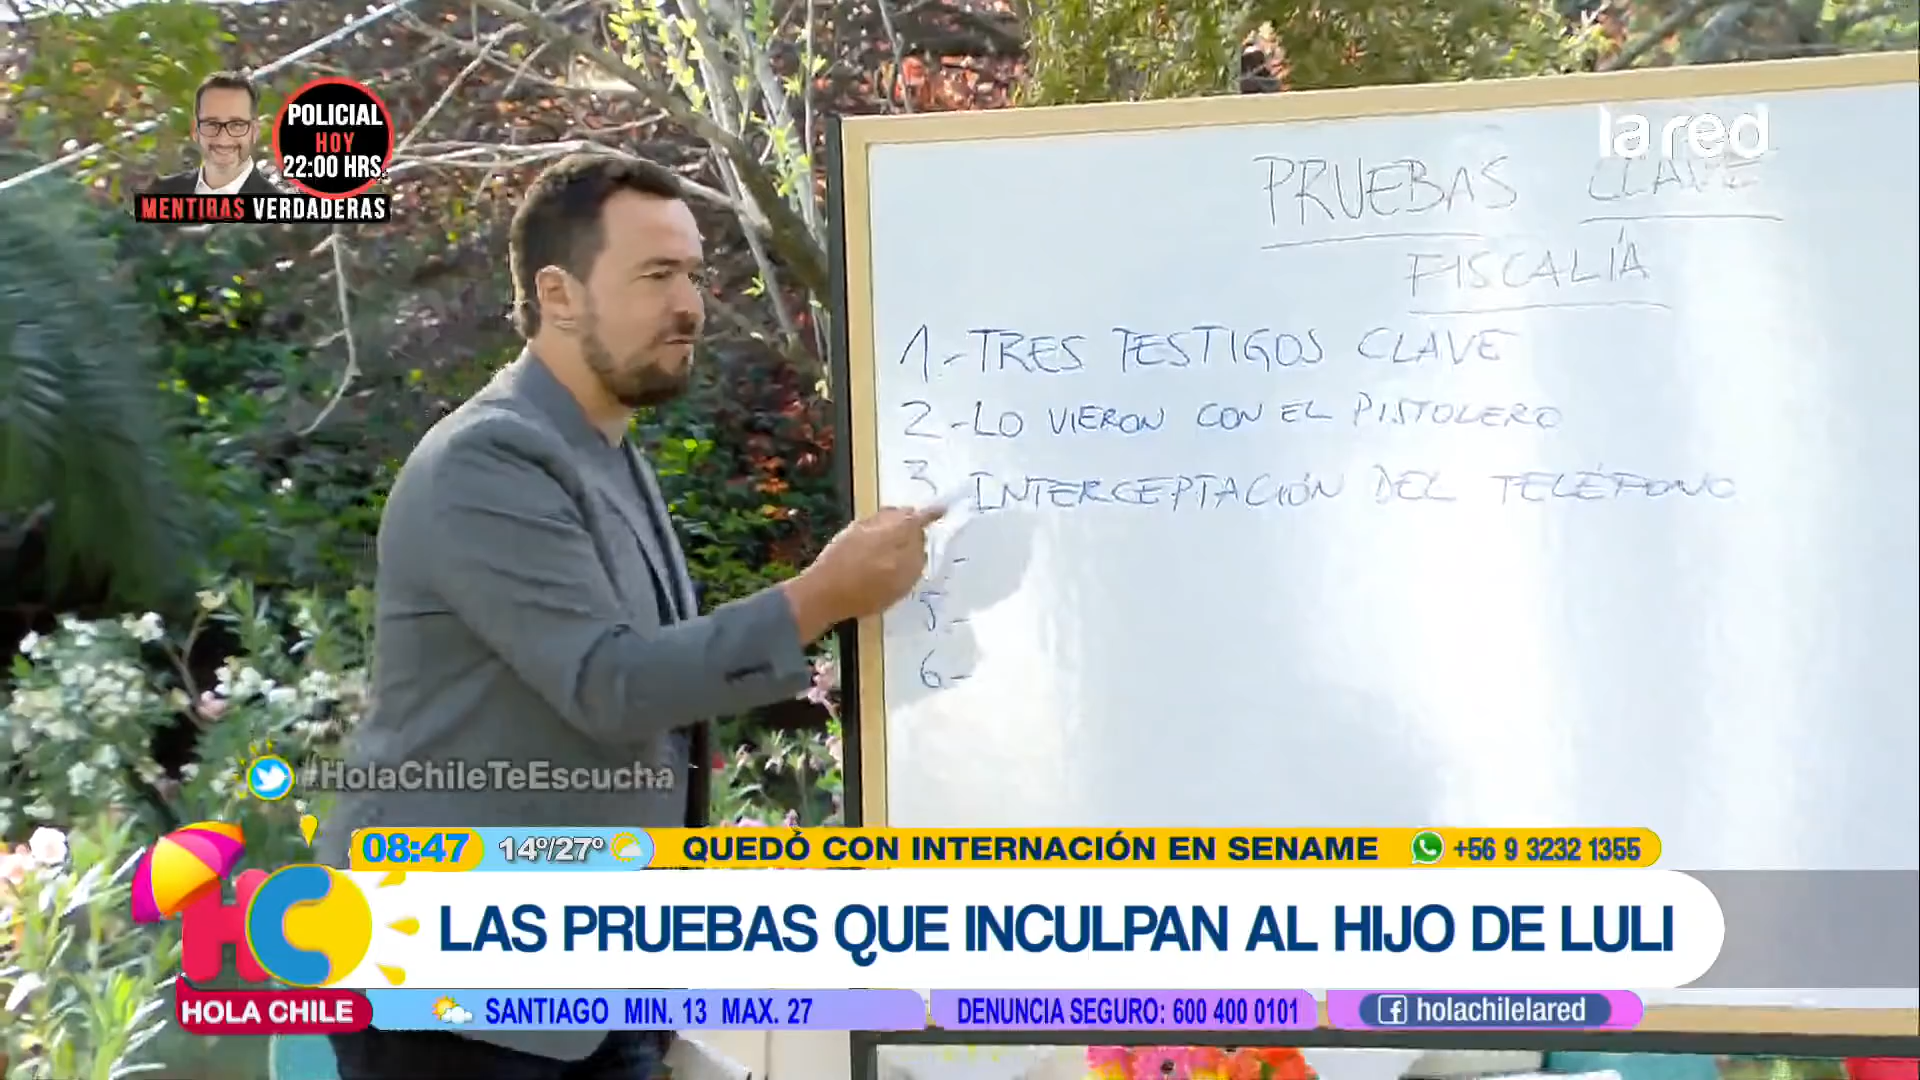 POLICIAL
HOY
22:00 HRS.
MENTIRAS VERDADERAS
la red
PRUEBAS CLAVE
FISCALÍA
1.- TRES TESTIGOS CLAVE
2.- LO VIERON CON EL PISTOLERO
3 INTERCEPTACIÓN DEL TELÉFONO
5.-
6-
#HolaChileTeEscucha
08:47 14º/27º QUEDÓ CON INTERNACIÓN EN SENAME +56 9 3232 1355
HC LAS PRUEBAS QUE INCULPAN AL HIJO DE LULI
HOLA CHILE SANTIAGO MIN. 13 MAX. 27 DENUNCIA SEGURO: 600 400 0101 holachilelared